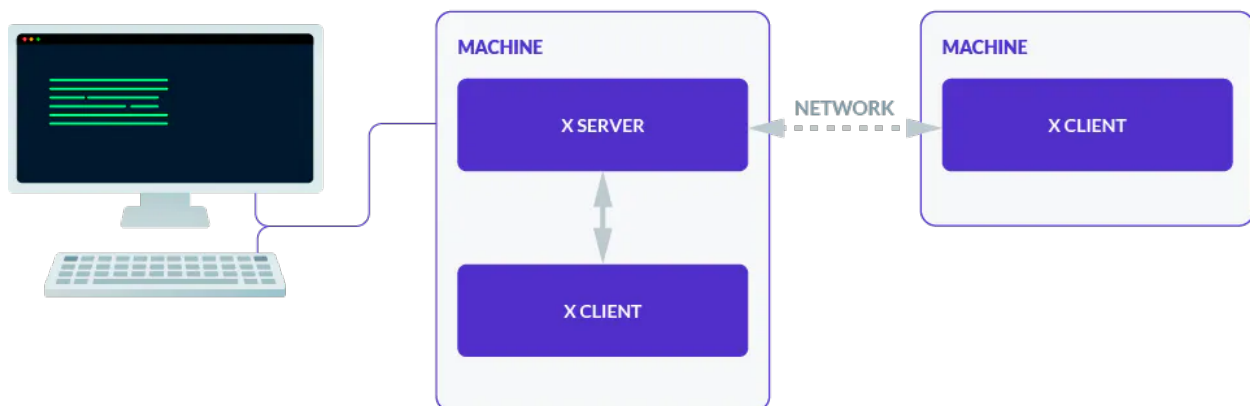 MACHINE
X SERVER
X CLIENT
NETWORK
MACHINE
X CLIENT